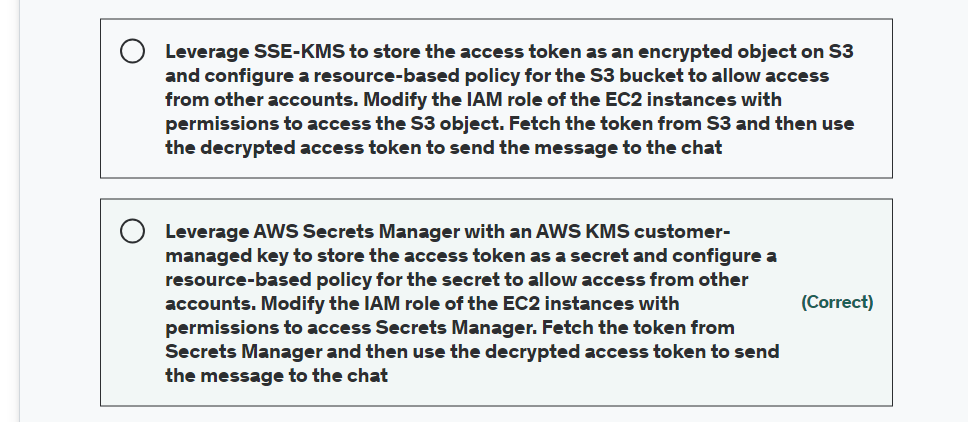 Leverage SSE-KMS to store the access token as an encrypted object on S3
and configure a resource-based policy for the S3 bucket to allow access
from other accounts. Modify the IAM role of the EC2 instances with
permissions to access the S3 object. Fetch the token from S3 and then use
the decrypted access token to send the message to the chat
Leverage AWS Secrets Manager with an AWS KMS customer-
managed key to store the access token as a secret and configure a
resource-based policy for the secret to allow access from other
accounts. Modify the IAM role of the EC2 instances with
(Correct)
permissions to access Secrets Manager. Fetch the token from
Secrets Manager and then use the decrypted access token to send
the message to the chat